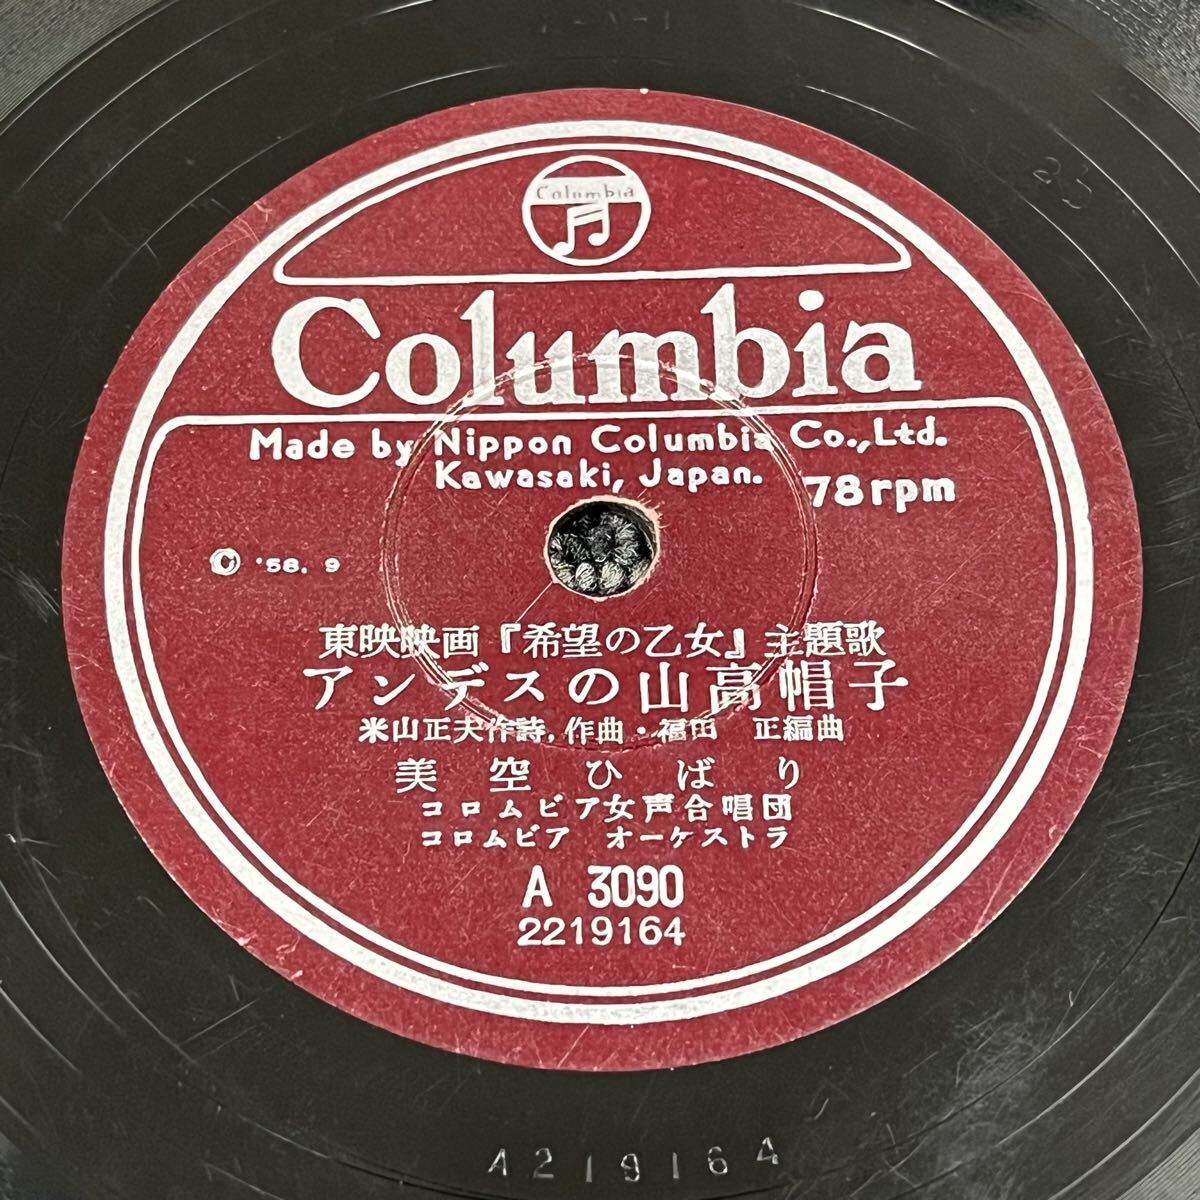 Columbia
Columbia
Made by Nippon Columbia Co.,Ltd.
Kawasaki, Japan.
78rpm
© '58. 9
東映映画『希望の乙女』主題歌
アンデスの山高帽子
米山正夫作詩,作曲・福田 正編曲
美空ひばり
コロムビア女声合唱団
コロムビア オーケストラ
A 3090
2219164
A219164